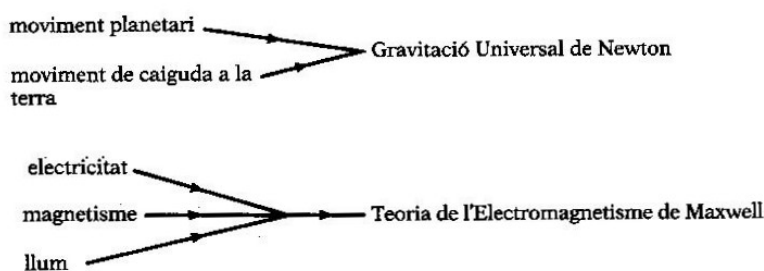 moviment planetari
Gravitació Universal de Newton
moviment de caiguda a la
terra
electricitat
magnetisme
Teoria de l'Electromagnetisme de Maxwell
llum